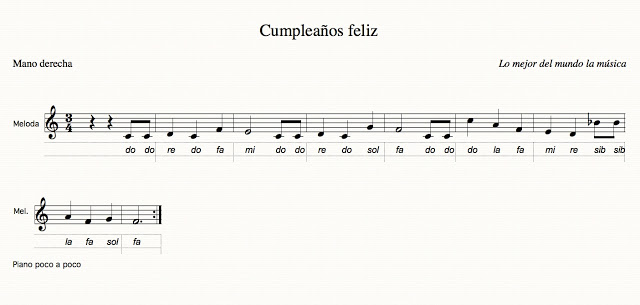 Cumpleaños feliz
Mano derecha
Lo mejor del mundo la música
Meloda
3
4
do do re do fa mi do do re do sol fa do do do la fa mi re sib sib
Mel.
la fa sol fa
Piano poco a poco